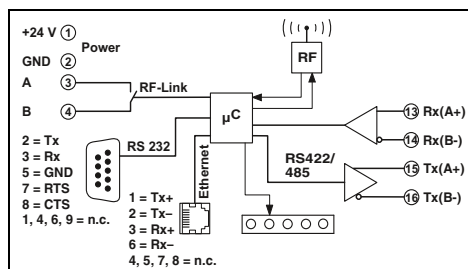 +24 V 1
Power
GND 2
A 3
RF-Link
B 4
RF
µC
13 Rx(A+)
14 Rx(B-)
RS422/
485
15 Tx(A+)
16 Tx(B-)
RS 232
2 = Tx
3 = Rx
5 = GND
7 = RTS
8 = CTS
1, 4, 6, 9 = n.c.
Ethernet
1 = Tx+
2 = Tx–
3 = Rx+
6 = Rx–
4, 5, 7, 8 = n.c.